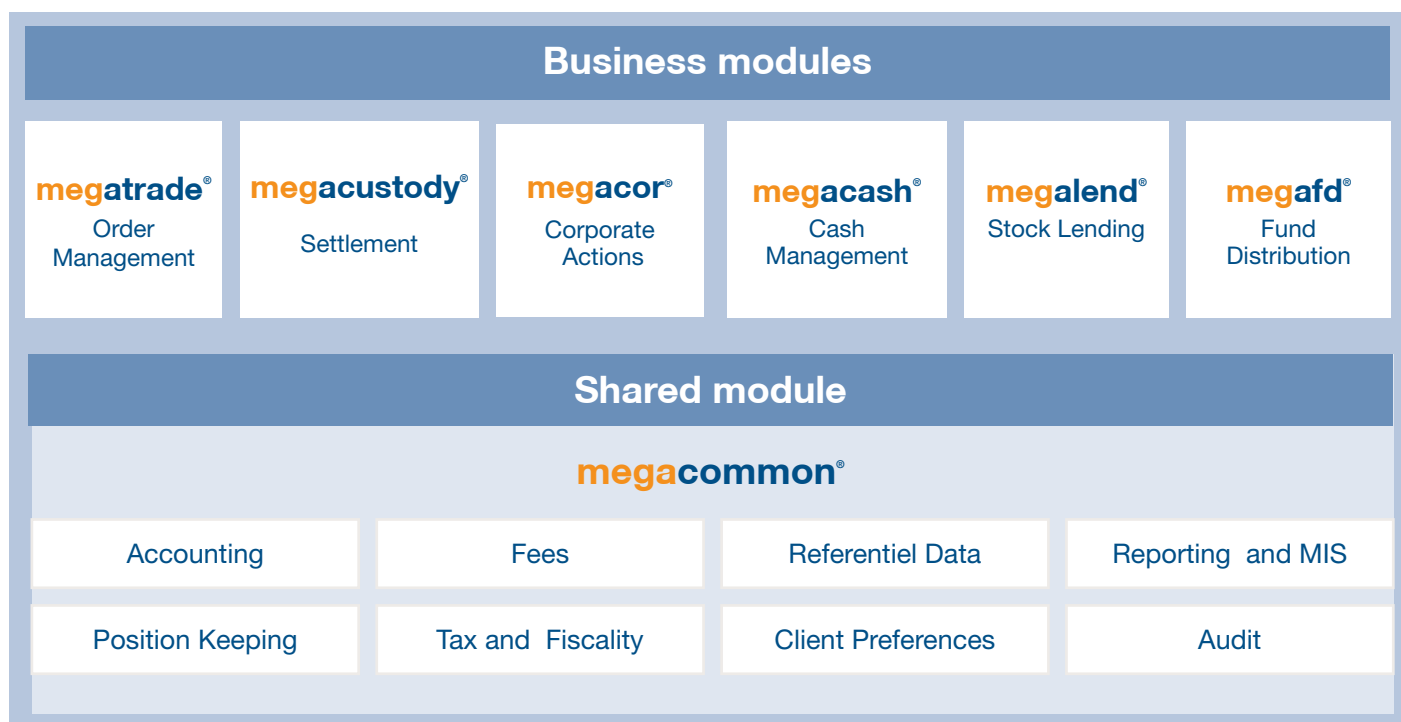 Business modules
megatrade®
Order
Management
megacustody®
Settlement
megacor®
Corporate
Actions
megacash®
Cash
Management
megalend®
Stock Lending
megafd®
Fund
Distribution
Shared module
megacommon®
Accounting
Fees
Referentiel Data
Reporting  and MIS
Position Keeping
Tax and  Fiscality
Client Preferences
Audit